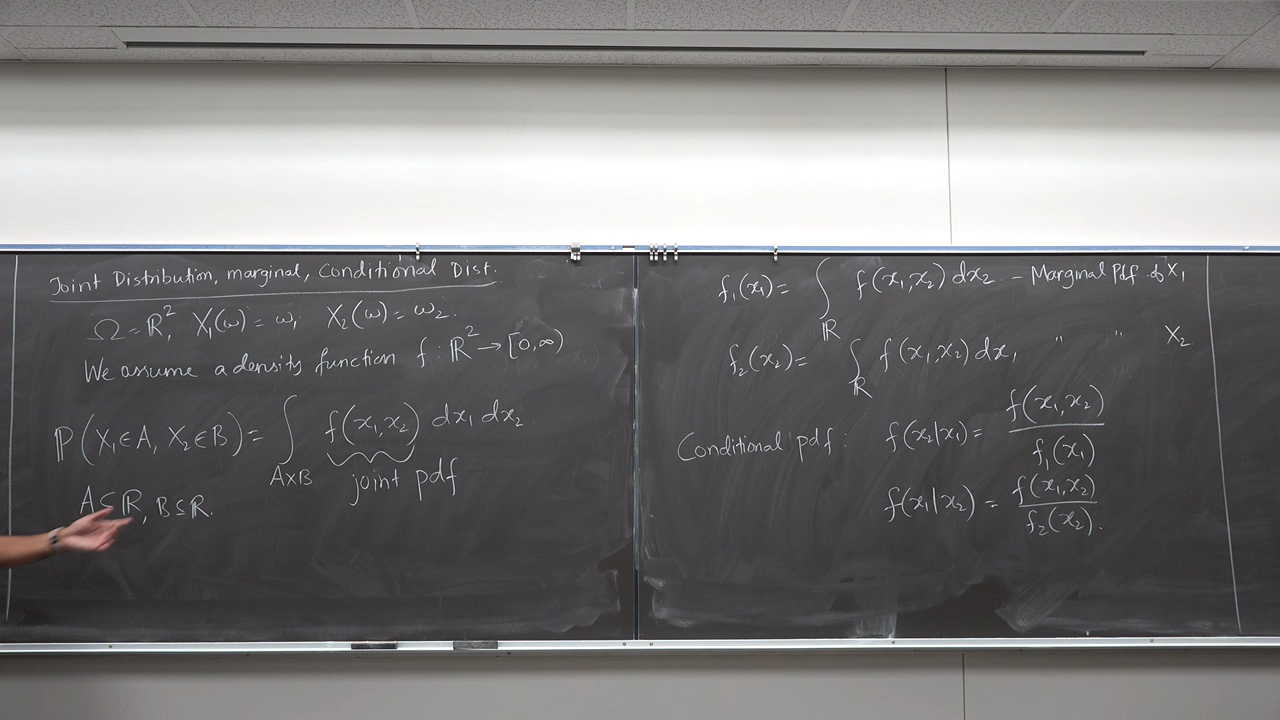 Joint Distribution, marginal, Conditional Dist.
Ω = ℝ², X₁(ω) = ω₁ X₂(ω) = ω₂.
We assume a density function f : ℝ² → [0,∞)
ℙ(X₁∈A, X₂∈B) = ∫_{A×B} f(x₁,x₂) dx₁ dx₂.
joint pdf
A⊆ℝ, B⊆ℝ.
f₁(x₁) = ∫_ℝ f(x₁,x₂) dx₂ – Marginal Pdf of X₁
f₂(x₂) = ∫_ℝ f(x₁,x₂) dx₁ " " X₂
Conditional pdf: f(x₂|x₁) = f(x₁,x₂) / f₁(x₁)
f(x₁|x₂) = f(x₁,x₂) / f₂(x₂).